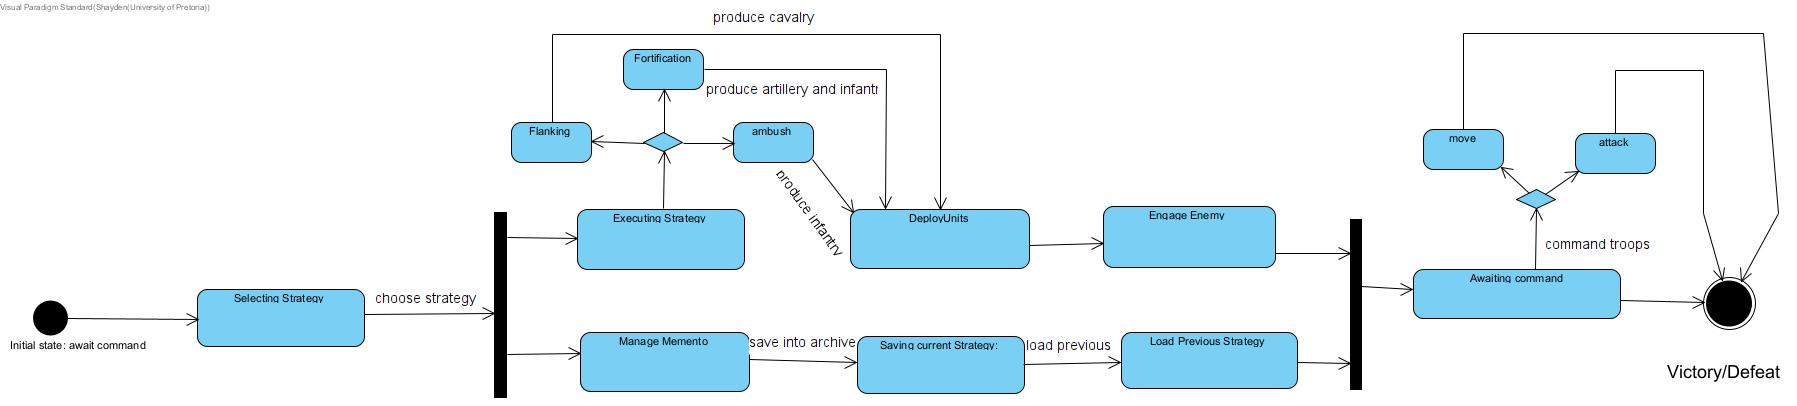 Visual Paradigm Standard(Shayden(University of Pretoria))
produce cavalry
Fortification
produce artillery and infantr
Flanking
ambush
produce infantry
Executing Strategy
DeployUnits
Engage Enemy
move
attack
command troops
Awaiting command
Selecting Strategy
choose strategy
Initial state: await command
Manage Memento
save into archive
Saving current Strategy:
load previous
Load Previous Strategy
Victory/Defeat